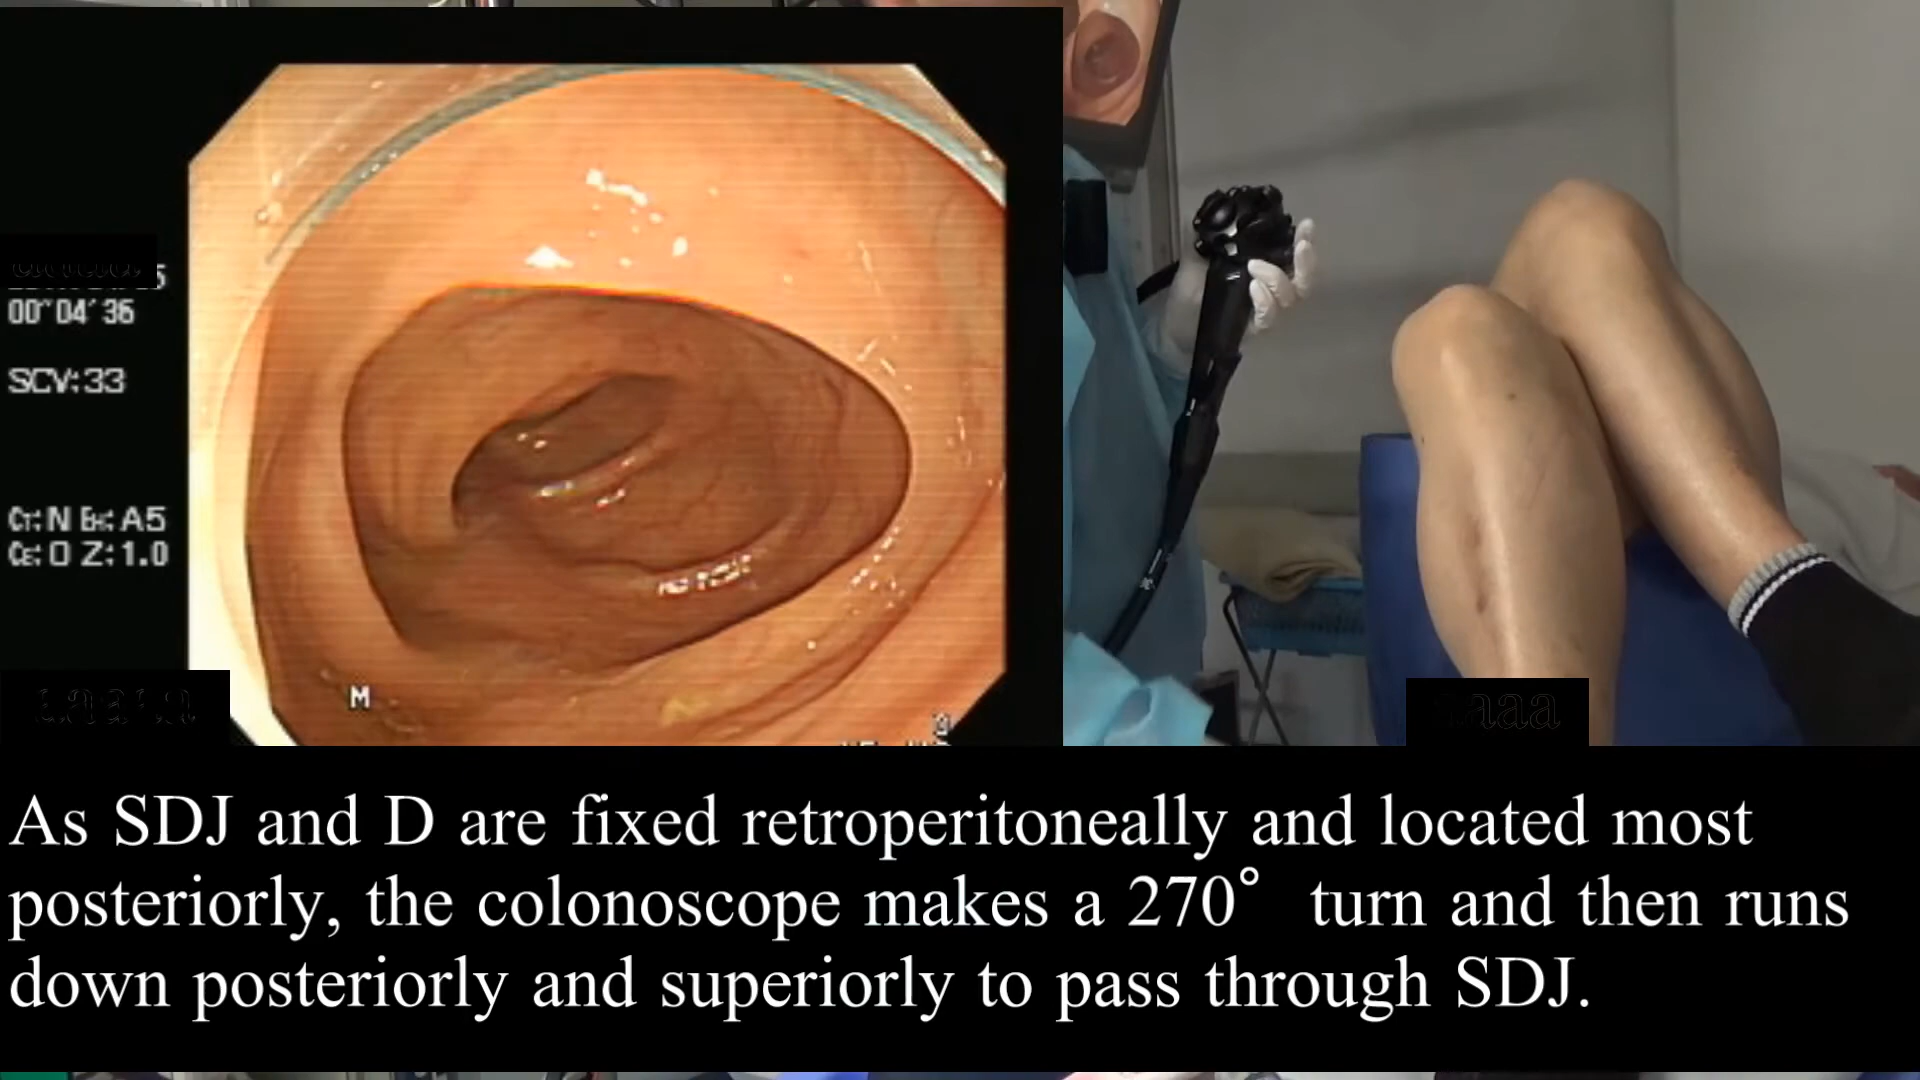 00"04'36
SCV:33
Cr:N Eh:A5
Ce:0 Z:1.0
M
As SDJ and D are fixed retroperitoneally and located most
posteriorly, the colonoscope makes a 270° turn and then runs
down posteriorly and superiorly to pass through SDJ.